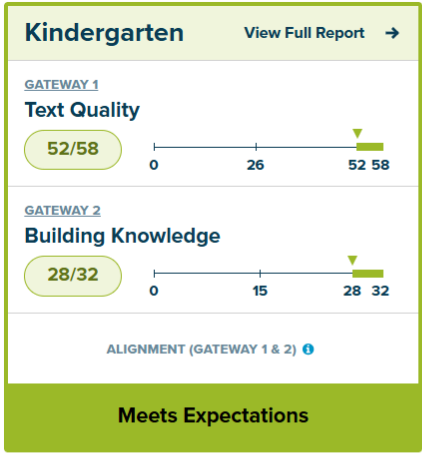 Kindergarten View Full Report →
GATEWAY 1
Text Quality
52/58
0 26 52 58
GATEWAY 2
Building Knowledge
28/32
0 15 28 32
ALIGNMENT (GATEWAY 1 & 2) i
Meets Expectations